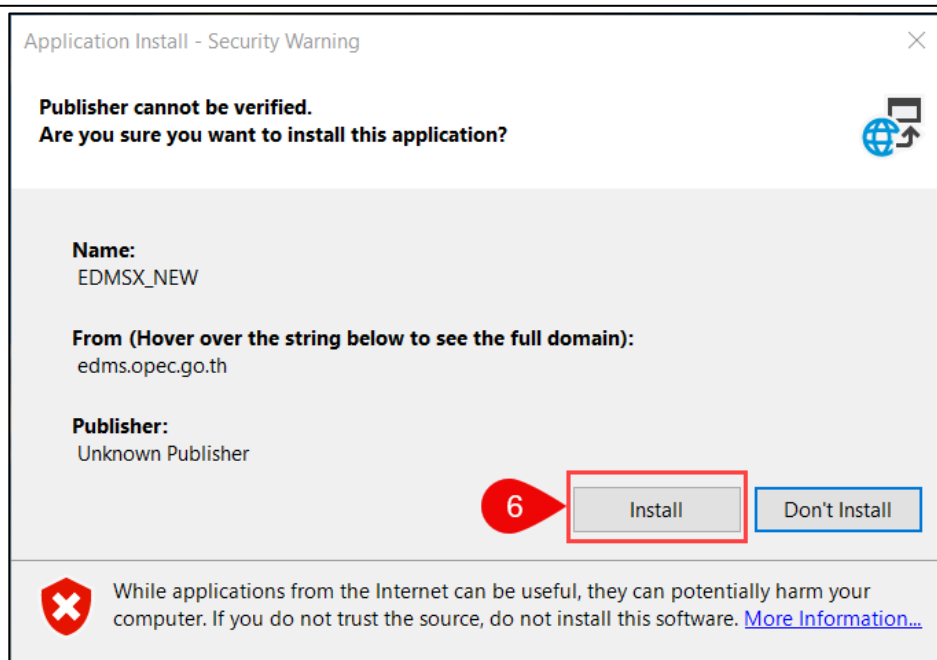 Application Install - Security Warning
Publisher cannot be verified.
Are you sure you want to install this application?
Name:
EDMSX_NEW
From (Hover over the string below to see the full domain):
edms.opec.go.th
Publisher:
Unknown Publisher
6 Install Don't Install
While applications from the Internet can be useful, they can potentially harm your
computer. If you do not trust the source, do not install this software. More Information...